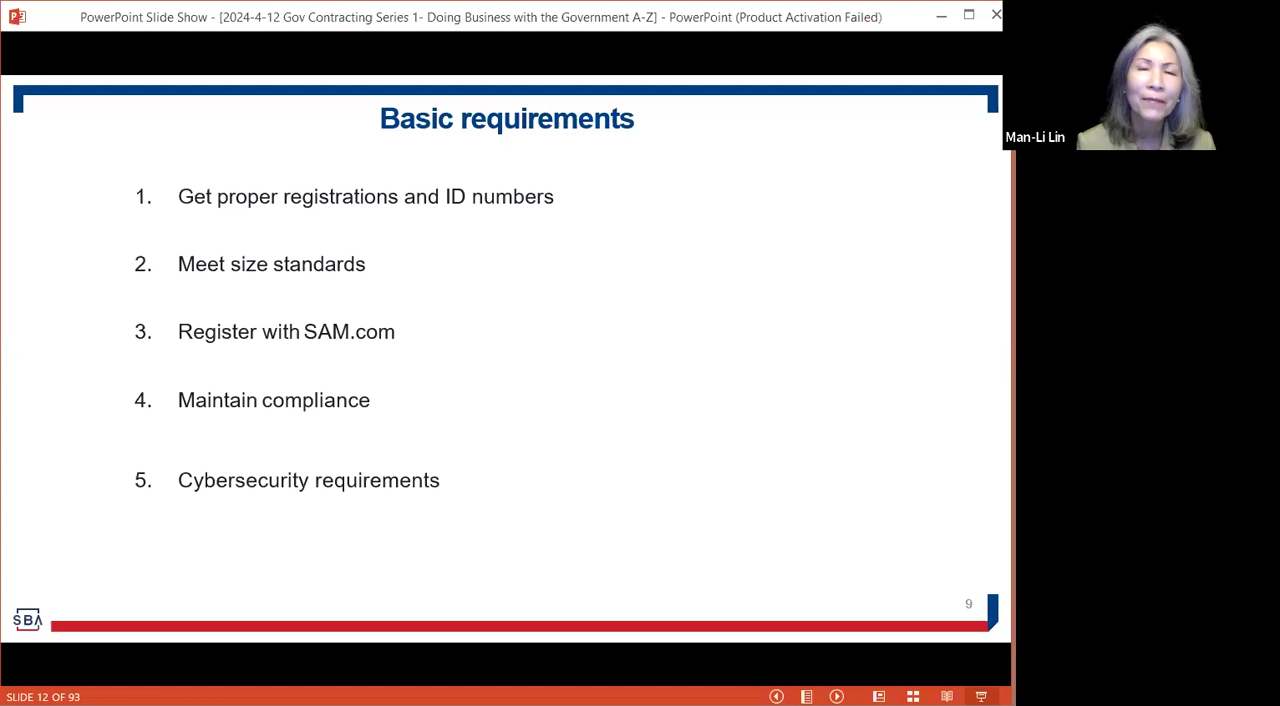 PowerPoint Slide Show - [2024-4-12 Gov Contracting Series 1- Doing Business with the Government A-Z] - PowerPoint (Product Activation Failed)
Man-Li Lin
Basic requirements
1. Get proper registrations and ID numbers
2. Meet size standards
3. Register with SAM.com
4. Maintain compliance
5. Cybersecurity requirements
9
SBA
SLIDE 12 OF 93